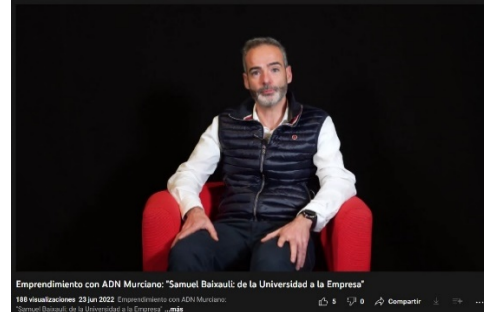 Emprendimiento con ADN Murciano: "Samuel Baixauli: de la Universidad a la Empresa"
188 visualizaciones 23 jun 2022 Emprendimiento con ADN Murciano:
5 0 Compartir ...
"Samuel Baixauli: de la Universidad a la Empresa" ...más